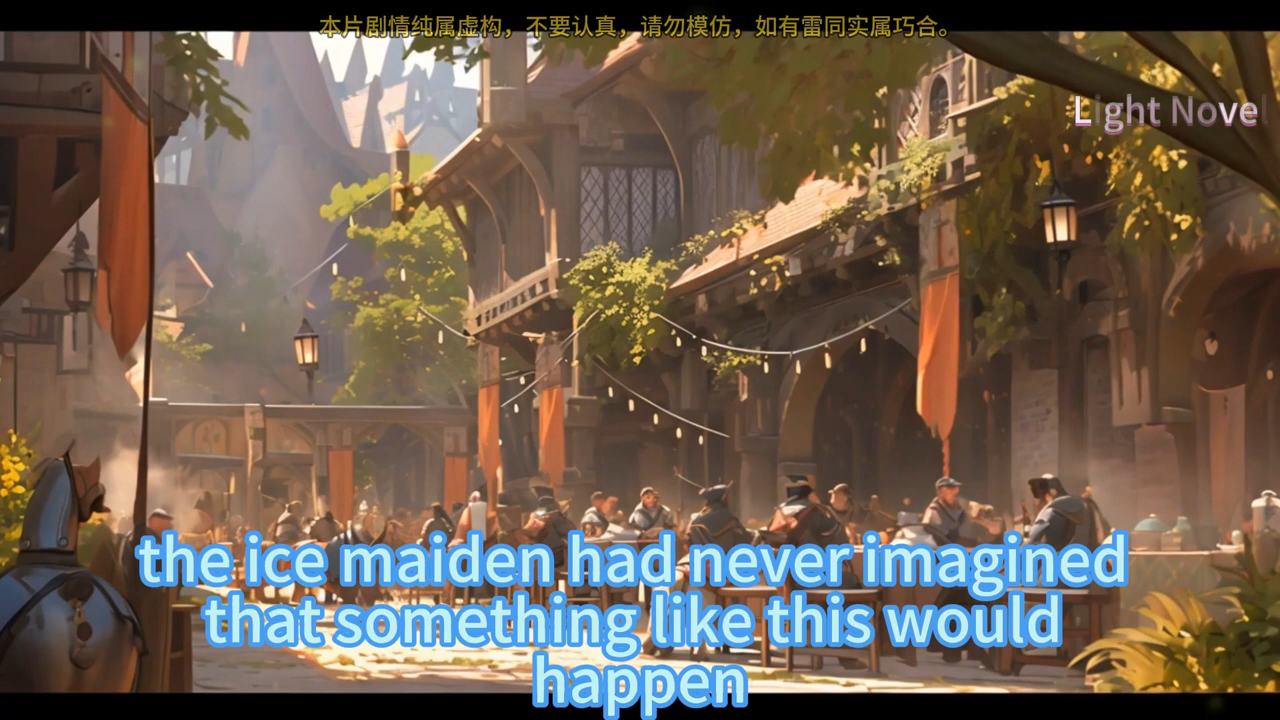 本片剧情纯属虚构，不要认真，请勿模仿，如有雷同实属巧合。
Light Novel
the ice maiden had never imagined
that something like this would
happen